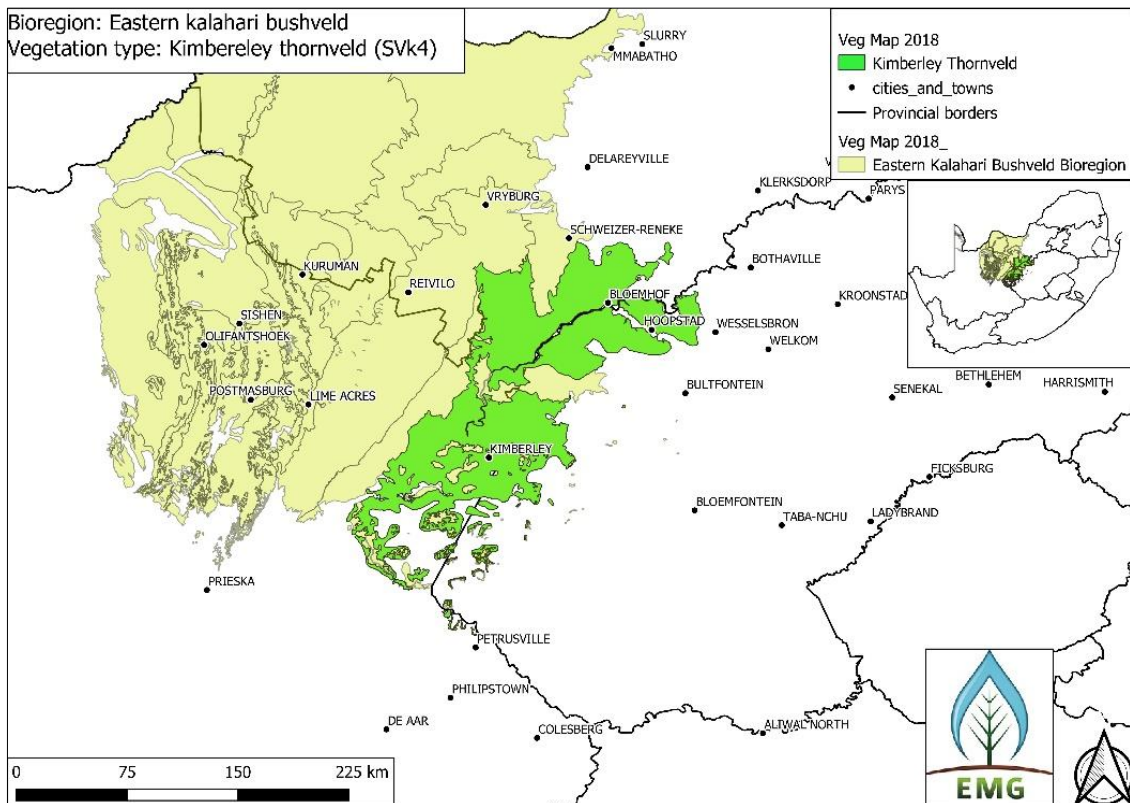 Bioregion: Eastern kalahari bushveld
Vegetation type: Kimbereley thornveld (SVk4)
SLURRY
MMABATHO
Veg Map 2018
Kimberley Thornveld
cities_and_towns
Provincial borders
Veg Map 2018_
Eastern Kalahari Bushveld Bioregion
DELAREYVILLE
KLERKSDORP
PARYS
VRYBURG
SCHWEIZER-RENEKE
BOTHAVILLE
KURUMAN
REIVILO
BLOEMHOF
KROONSTAD
SISHEN
HOOPSTAD
WESSELSBRON
OLIFANTSHOEK
WELKOM
BETHLEHEM
HARRISMITH
POSTMASBURG
LIME ACRES
BULTFONTEIN
SENEKAL
KIMBERLEY
FICKSBURG
BLOEMFONTEIN
TABA-NCHU
LADYBRAND
PRIESKA
PETRUSVILLE
PHILIPSTOWN
DE AAR
COLESBERG
ALIWAL NORTH
0 75 150 225 km
EMG